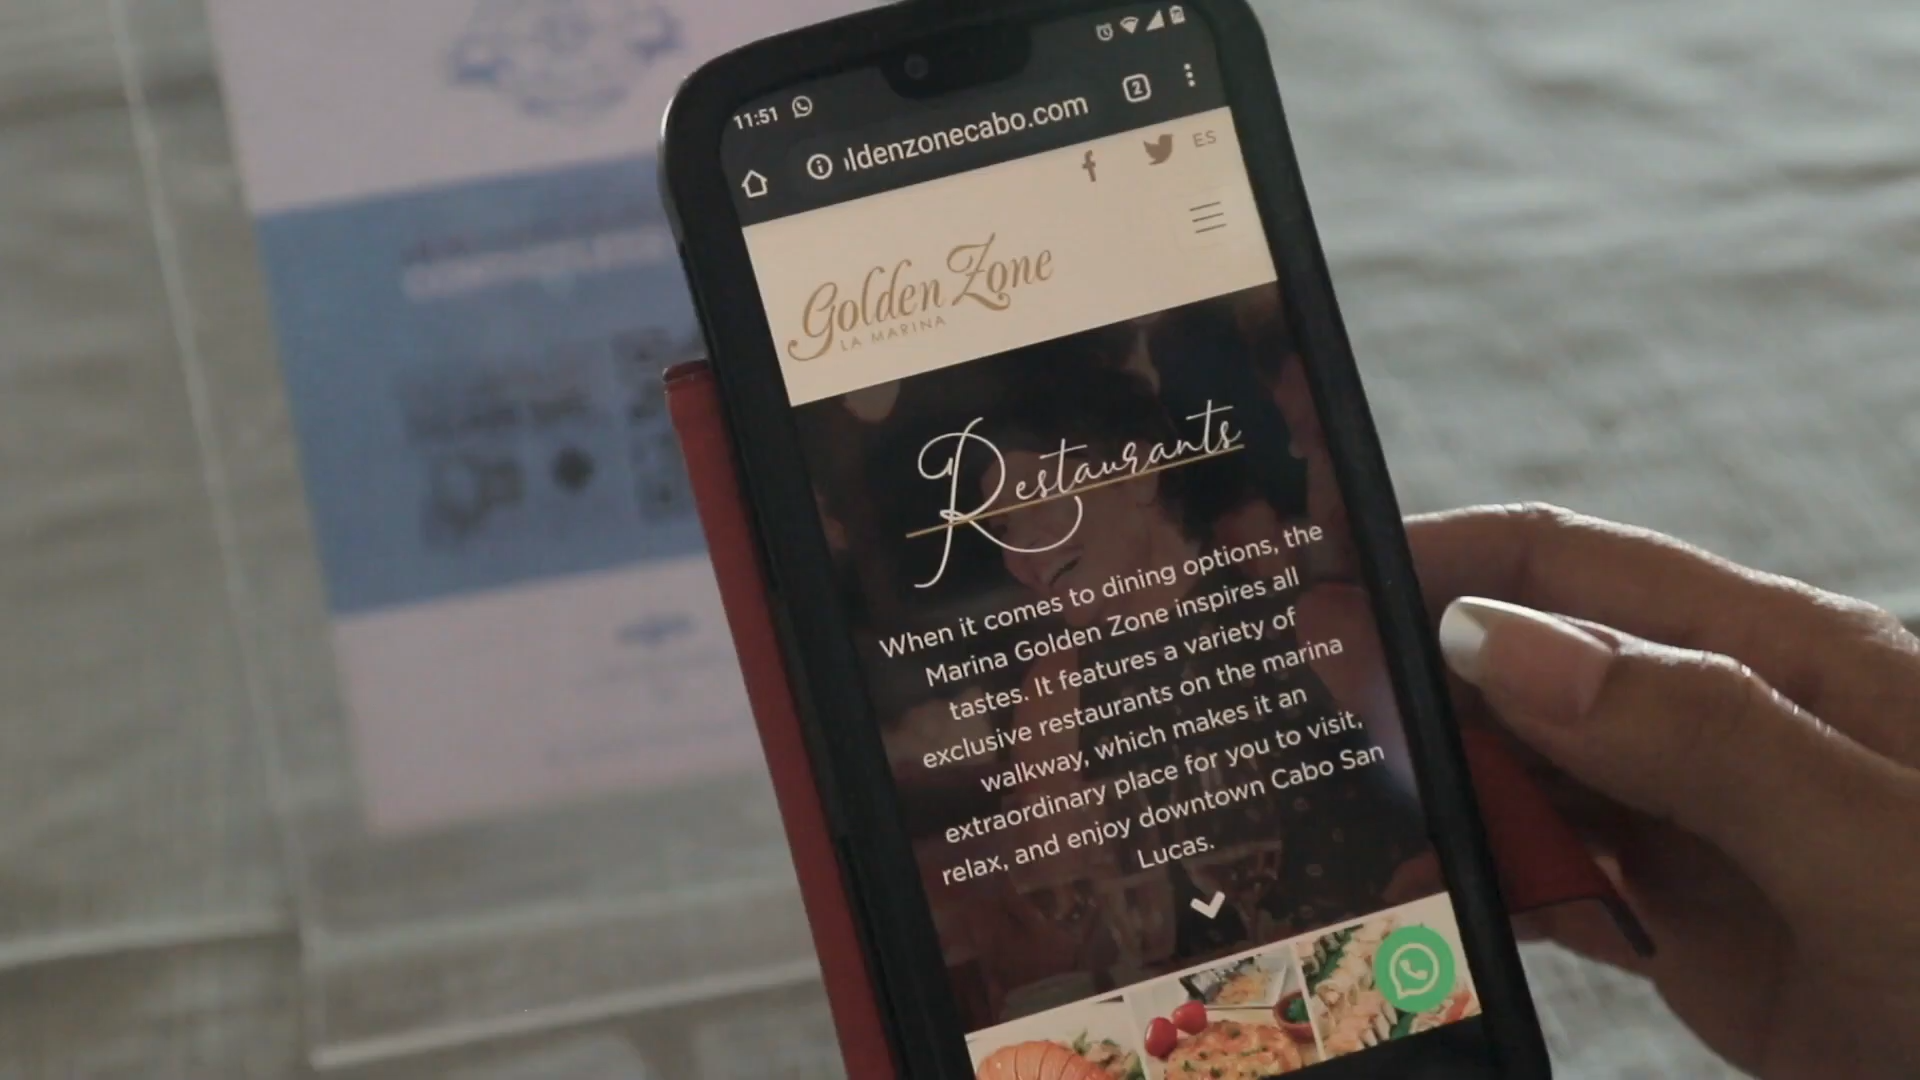 11:51
ldenzonecabo.com
2
ES
Golden Zone
LA MARINA
Restaurants
When it comes to dining options, the
Marina Golden Zone inspires all
tastes. It features a variety of
exclusive restaurants on the marina
walkway, which makes it an
extraordinary place for you to visit,
relax, and enjoy downtown Cabo San
Lucas.